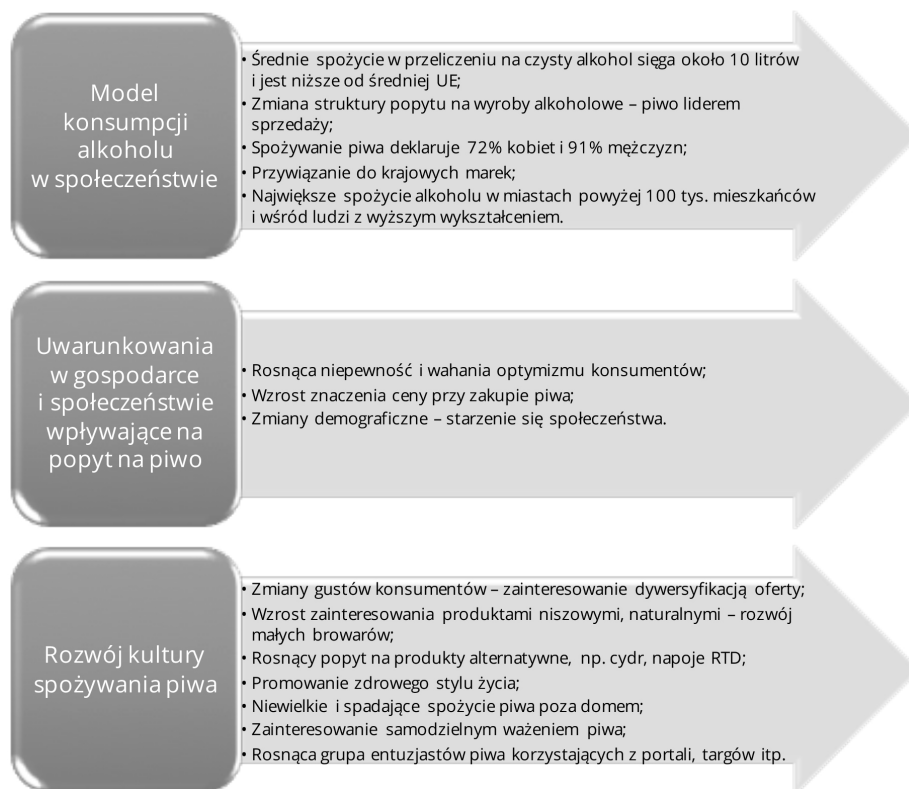 Model
konsumpcji
alkoholu
w społeczeństwie
• Średnie spożycie w przeliczeniu na czysty alkohol sięga około 10 litrów
i jest niższe od średniej UE;
• Zmiana struktury popytu na wyroby alkoholowe – piwo liderem
sprzedaży;
• Spożywanie piwa deklaruje 72% kobiet i 91% mężczyzn;
• Przywiązanie do krajowych marek;
• Największe spożycie alkoholu w miastach powyżej 100 tys. mieszkańców
i wśród ludzi z wyższym wykształceniem.
Uwarunkowania
w gospodarce
i społeczeństwie
wpływające na
popyt na piwo
• Rosnąca niepewność i wahania optymizmu konsumentów;
• Wzrost znaczenia ceny przy zakupie piwa;
• Zmiany demograficzne – starzenie się społeczeństwa.
Rozwój kultury
spożywania piwa
• Zmiany gustów konsumentów – zainteresowanie dywersyfikacją oferty;
• Wzrost zainteresowania produktami niszowymi, naturalnymi – rozwój
małych browarów;
• Rosnący popyt na produkty alternatywne, np. cydr, napoje RTD;
• Promowanie zdrowego stylu życia;
• Niewielkie i spadające spożycie piwa poza domem;
• Zainteresowanie samodzielnym ważeniem piwa;
• Rosnąca grupa entuzjastów piwa korzystających z portali, targów itp.